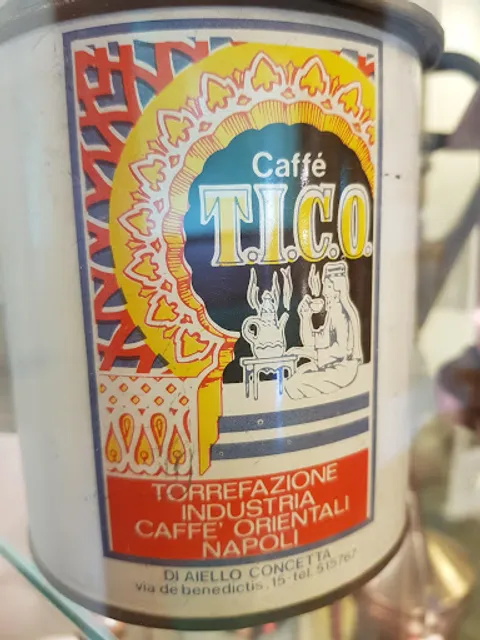 Caffé
T.I.C.O.
TORREFAZIONE
INDUSTRIA
CAFFE' ORIENTALI
NAPOLI
DI AIELLO CONCETTA
via de benedictis, 15 - tel. 515767